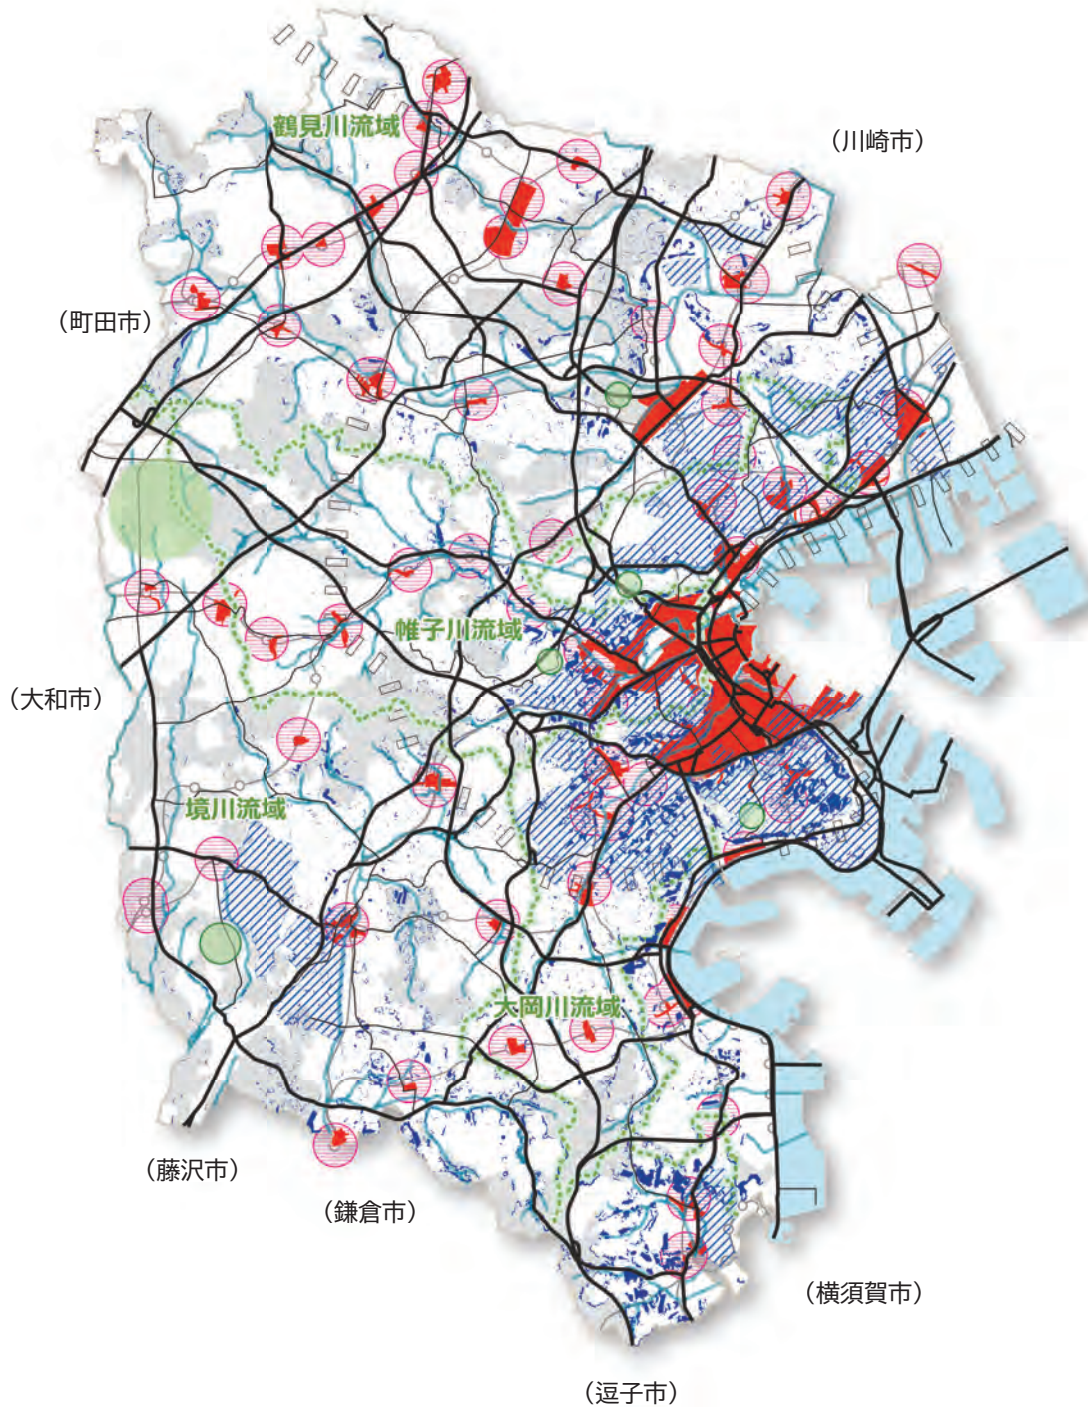 鶴見川流域
（川崎市）
（町田市）
帷子川流域
（大和市）
境川流域
大岡川流域
（藤沢市）
（鎌倉市）
（横須賀市）
（逗子市）